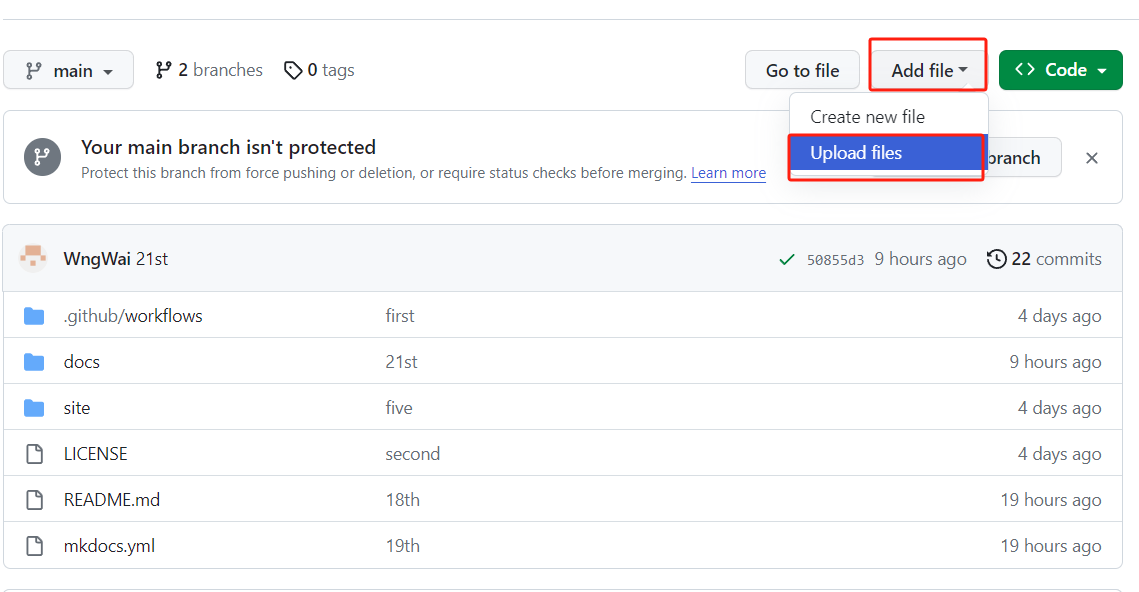 main 2 branches 0 tags Go to file Add file Code
Create new file
Your main branch isn't protected
Upload files branch
Protect this branch from force pushing or deletion, or require status checks before merging. Learn more
WngWai 21st 50855d3 9 hours ago 22 commits
.github/workflows first 4 days ago
docs 21st 9 hours ago
site five 4 days ago
LICENSE second 4 days ago
README.md 18th 19 hours ago
mkdocs.yml 19th 19 hours ago